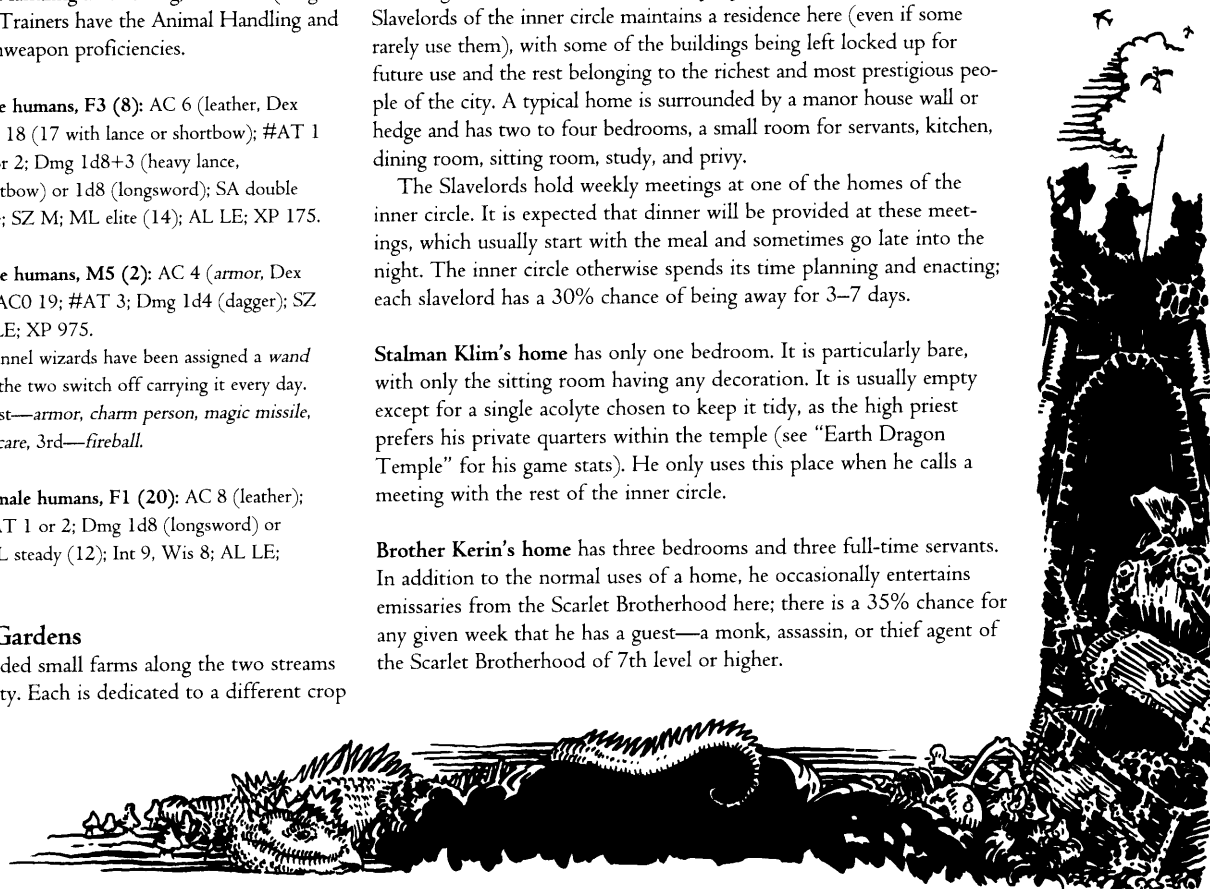 Trainers have the Animal Handling and
nweapon proficiencies.
e humans, F3 (8): AC 6 (leather, Dex
18 (17 with lance or shortbow); #AT 1
r 2; Dmg 1d8+3 (heavy lance,
tbow) or 1d8 (longsword); SA double
; SZ M; ML elite (14); AL LE; XP 175.
e humans, M5 (2): AC 4 (armor, Dex
AC0 19; #AT 3; Dmg 1d4 (dagger); SZ
LE; XP 975.
nnel wizards have been assigned a wand
the two switch off carrying it every day.
st—armor, charm person, magic missile,
care, 3rd—fireball.
male humans, F1 (20): AC 8 (leather);
AT 1 or 2; Dmg 1d8 (longsword) or
L steady (12); Int 9, Wis 8; AL LE;
Gardens
ded small farms along the two streams
ty. Each is dedicated to a different crop
Slavelords of the inner circle maintains a residence here (even if some
rarely use them), with some of the buildings being left locked up for
future use and the rest belonging to the richest and most prestigious peo-
ple of the city. A typical home is surrounded by a manor house wall or
hedge and has two to four bedrooms, a small room for servants, kitchen,
dining room, sitting room, study, and privy.
The Slavelords hold weekly meetings at one of the homes of the
inner circle. It is expected that dinner will be provided at these meet-
ings, which usually start with the meal and sometimes go late into the
night. The inner circle otherwise spends its time planning and enacting;
each slavelord has a 30% chance of being away for 3–7 days.
Stalman Klim's home has only one bedroom. It is particularly bare,
with only the sitting room having any decoration. It is usually empty
except for a single acolyte chosen to keep it tidy, as the high priest
prefers his private quarters within the temple (see “Earth Dragon
Temple” for his game stats). He only uses this place when he calls a
meeting with the rest of the inner circle.
Brother Kerin's home has three bedrooms and three full-time servants.
In addition to the normal uses of a home, he occasionally entertains
emissaries from the Scarlet Brotherhood here; there is a 35% chance for
any given week that he has a guest—a monk, assassin, or thief agent of
the Scarlet Brotherhood of 7th level or higher.